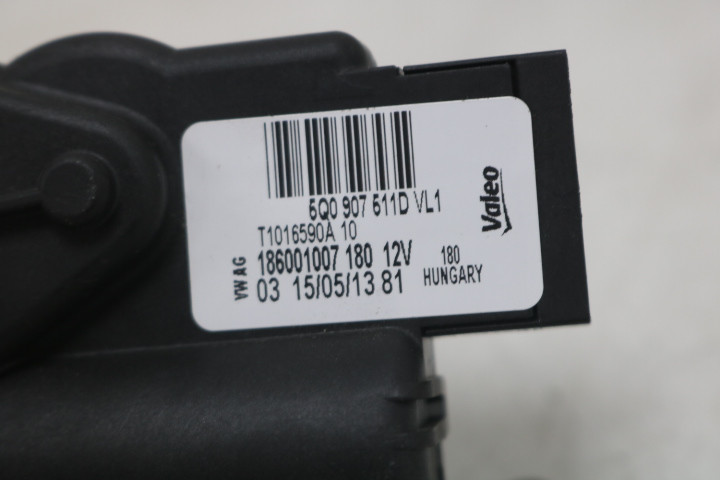 5Q0 907 511D VL1
T1016590A 10
VW AG
186001007 180 12V
03 15/05/13 81
180
HUNGARY
Valeo